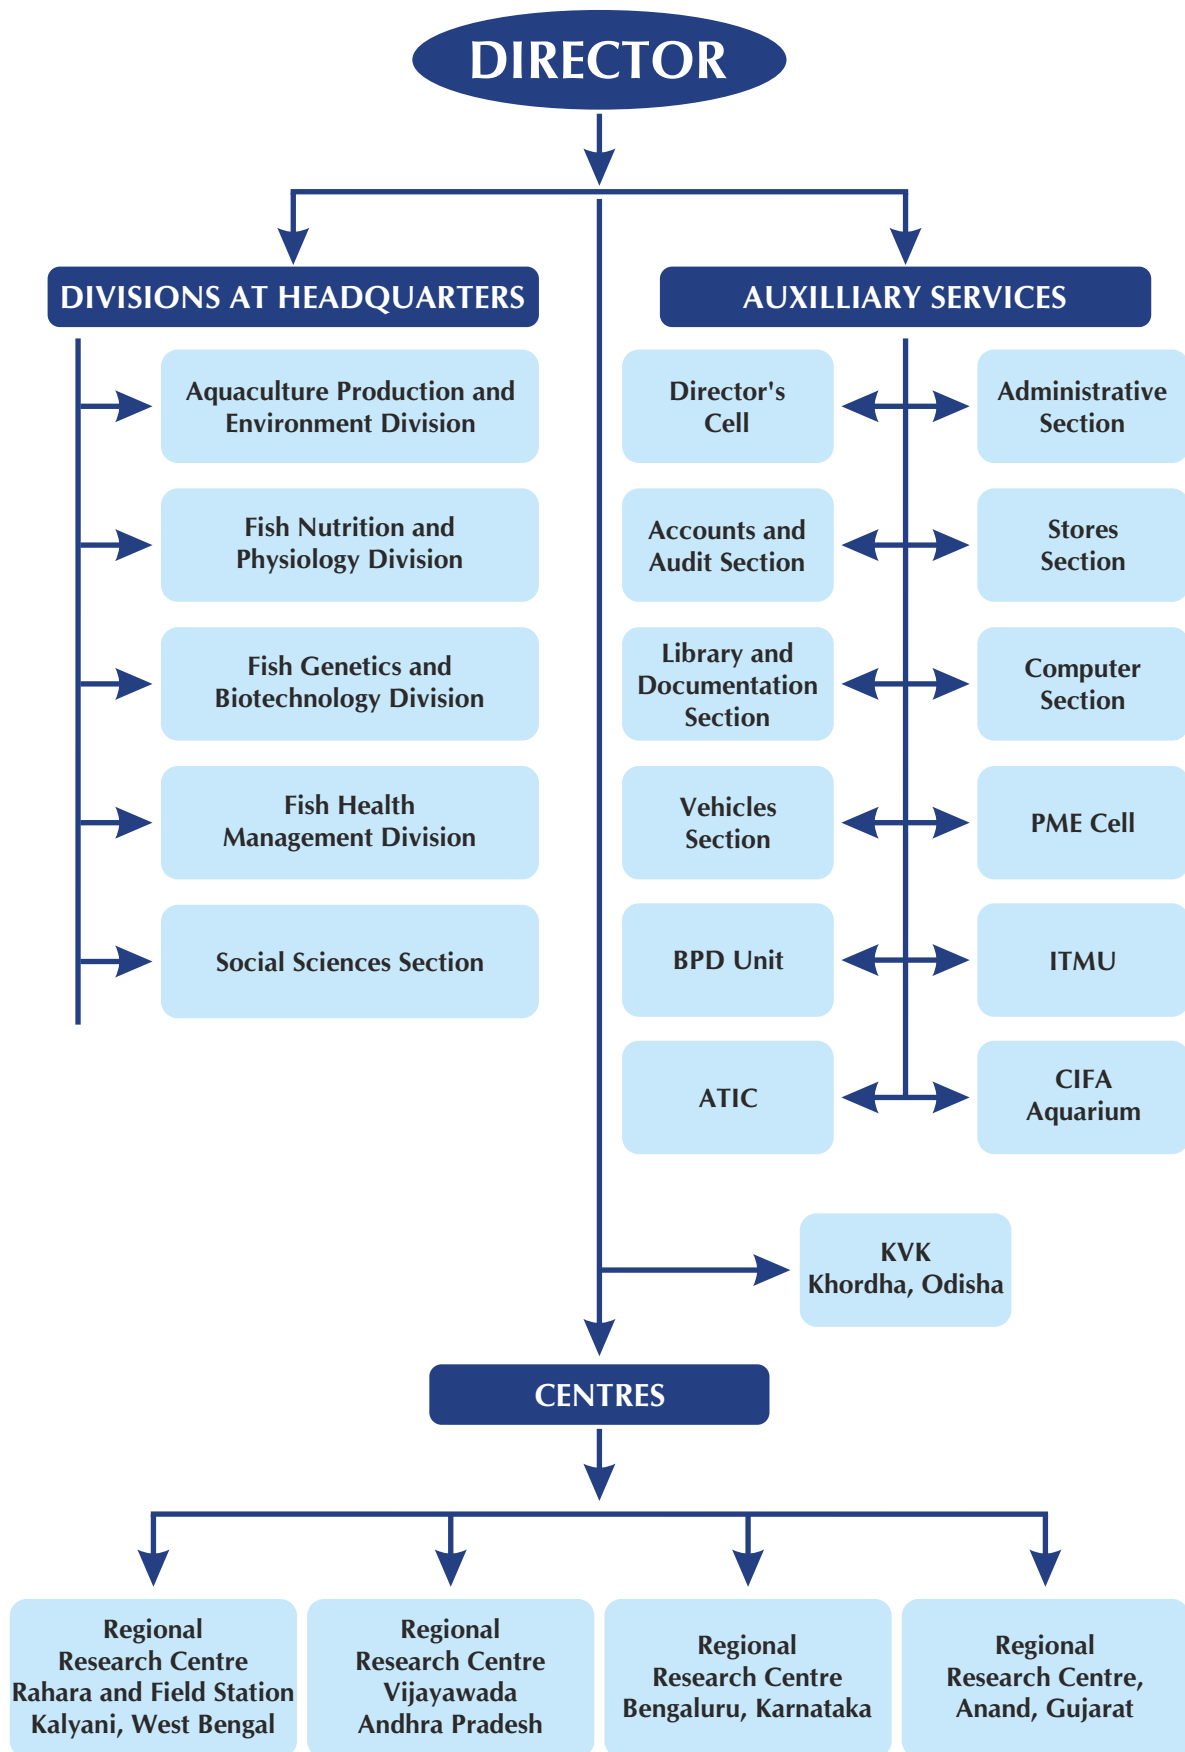 DIRECTOR
DIVISIONS AT HEADQUARTERS
Aquaculture Production and
Environment Division
Fish Nutrition and
Physiology Division
Fish Genetics and
Biotechnology Division
Fish Health
Management Division
Social Sciences Section
AUXILLIARY SERVICES
Director's
Cell
Administrative
Section
Accounts and
Audit Section
Stores
Section
Library and
Documentation
Section
Computer
Section
Vehicles
Section
PME Cell
BPD Unit
ITMU
ATIC
CIFA
Aquarium
KVK
Khordha, Odisha
CENTRES
Regional
Research Centre
Rahara and Field Station
Kalyani, West Bengal
Regional
Research Centre
Vijayawada
Andhra Pradesh
Regional
Research Centre
Bengaluru, Karnataka
Regional
Research Centre,
Anand, Gujarat